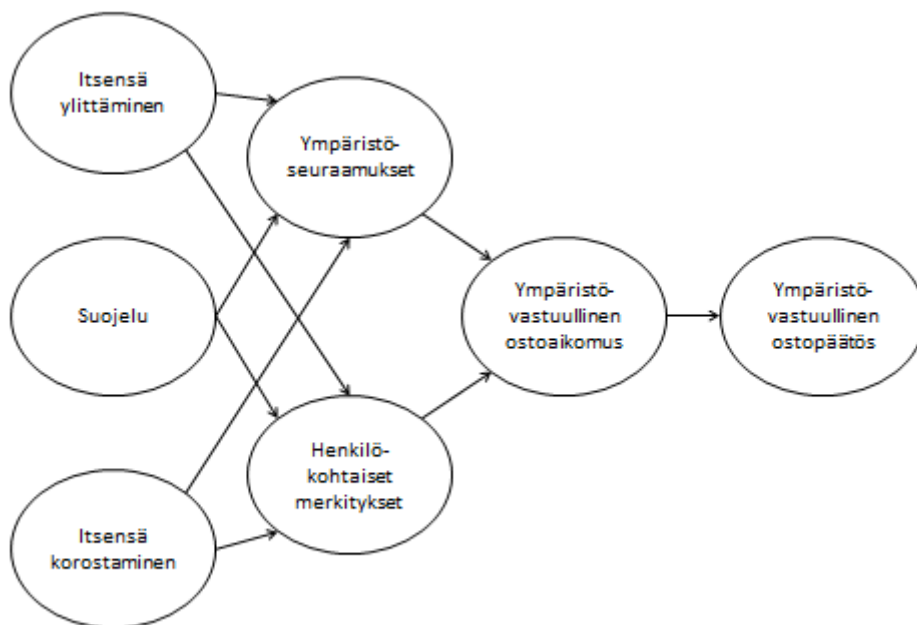 Itsensä
ylittäminen
Ympäristö-
seuraamukset
Suojelu
Ympäristö-
vastuullinen
ostoaikomus
Ympäristö-
vastuullinen
ostopäätös
Henkilö-
kohtaiset
merkitykset
Itsensä
korostaminen